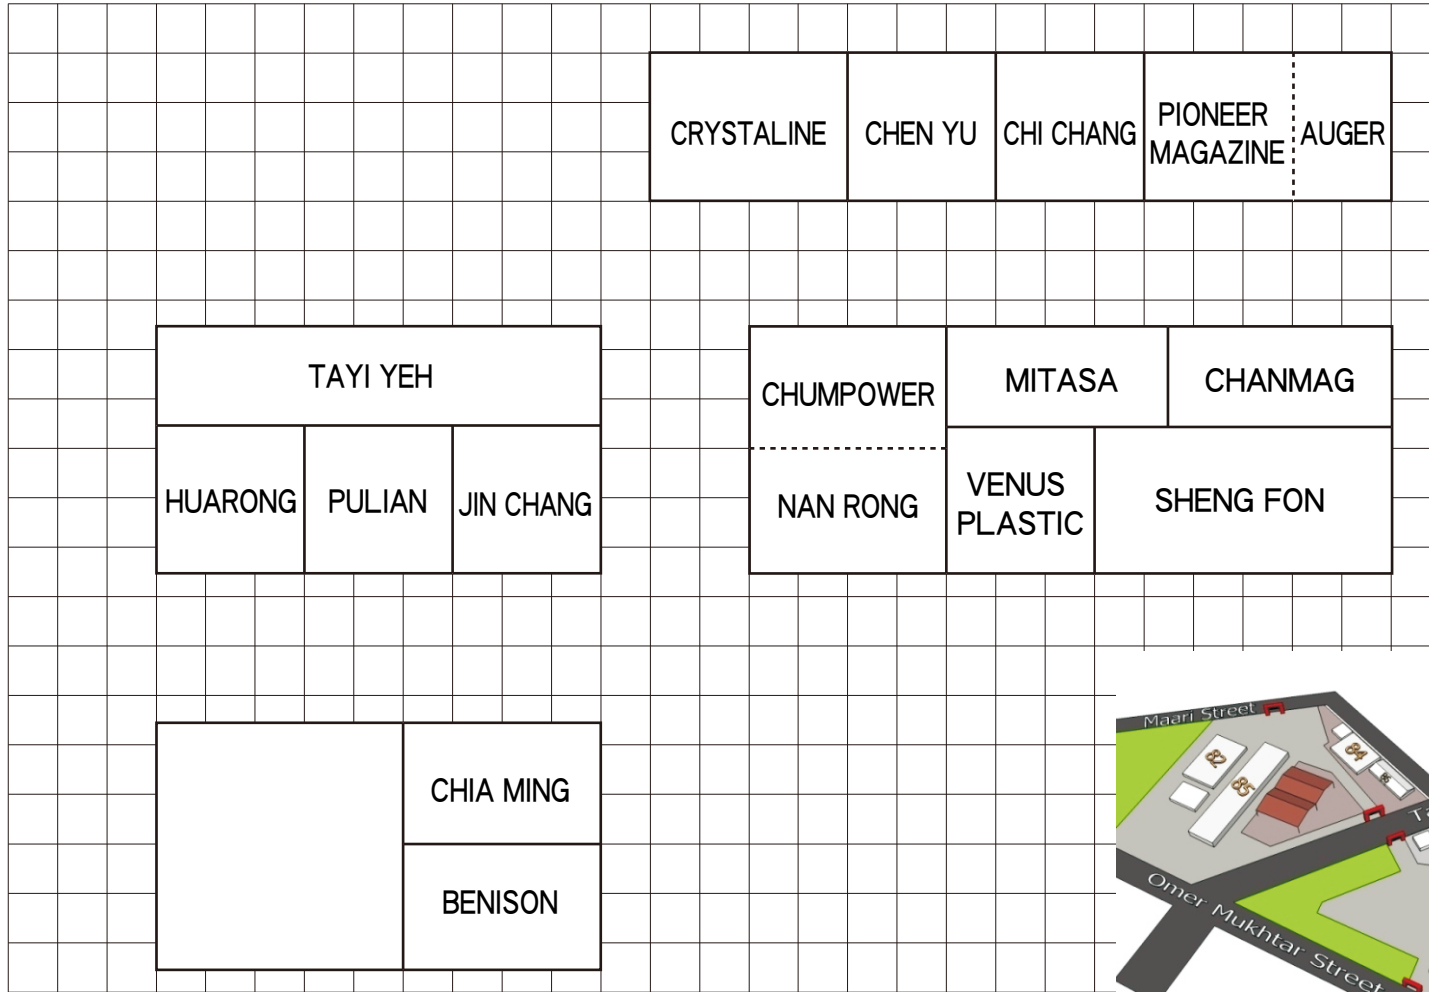 CRYSTALINE
CHEN YU
CHI CHANG
PIONEER
MAGAZINE
AUGER
TAYI YEH
HUARONG
PULIAN
JIN CHANG
CHUMPOWER
NAN RONG
MITASA
CHANMAG
VENUS
PLASTIC
SHENG FON
CHIA MING
BENISON
Maari Street
82
85
84
Omer Mukhtar Street